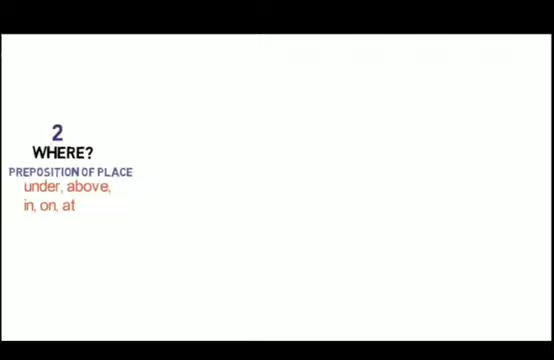 2
WHERE?
PREPOSITION OF PLACE
under, above,
in, on, at